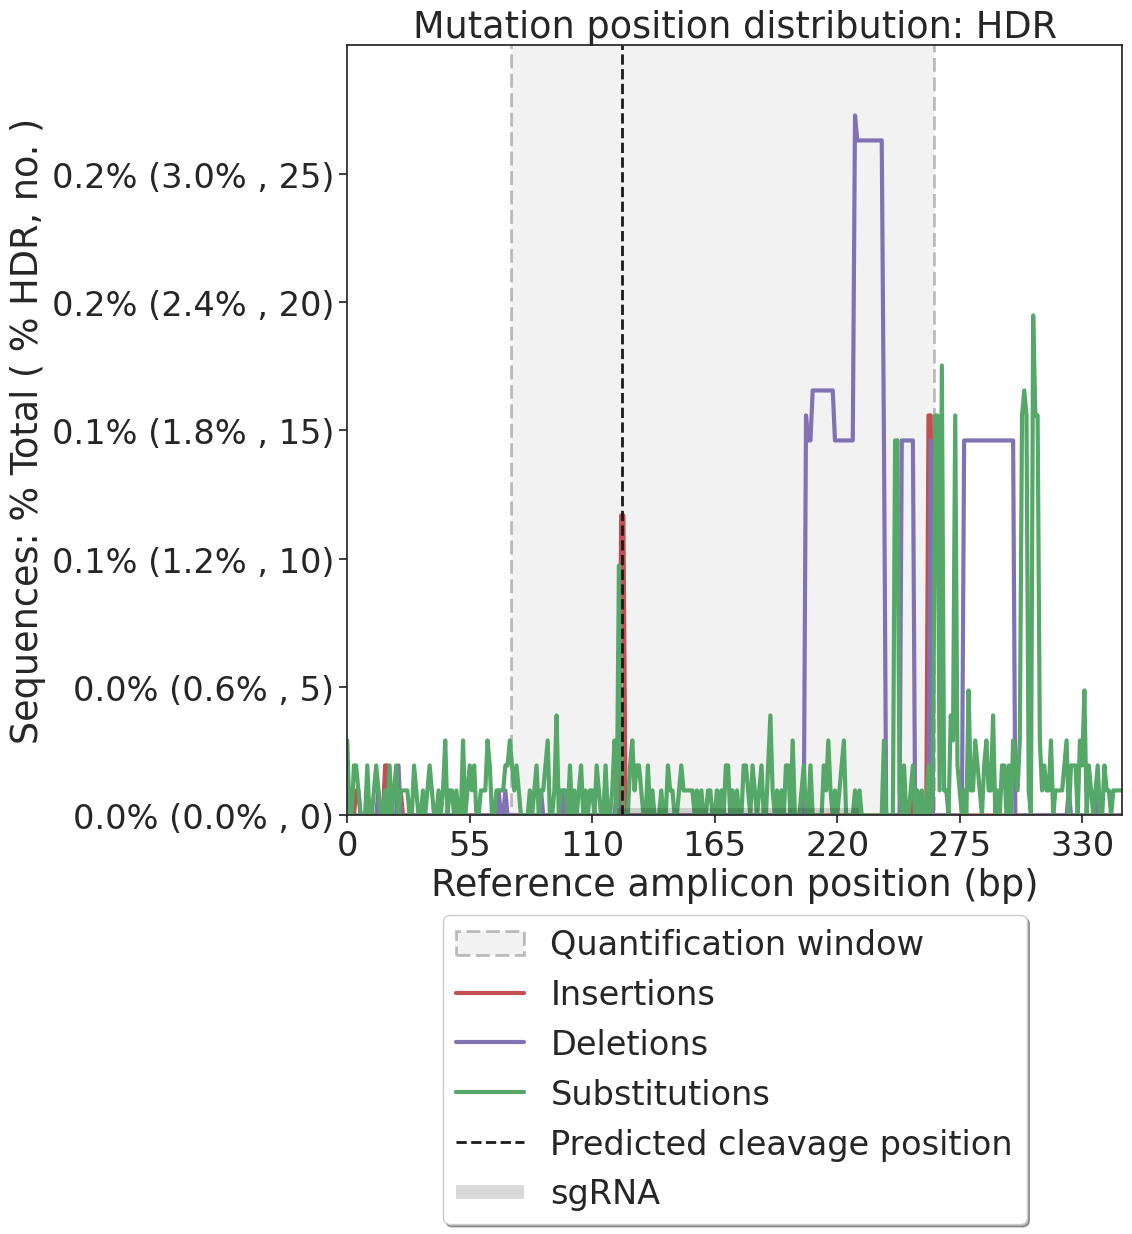 Mutation position distribution: HDR
Sequences: % Total ( % HDR, no. )
0.2% (3.0% , 25)
0.2% (2.4% , 20)
0.1% (1.8% , 15)
0.1% (1.2% , 10)
0.0% (0.6% , 5)
0.0% (0.0% , 0)
0 55 110 165 220 275 330
Reference amplicon position (bp)
Quantification window
Insertions
Deletions
Substitutions
Predicted cleavage position
sgRNA